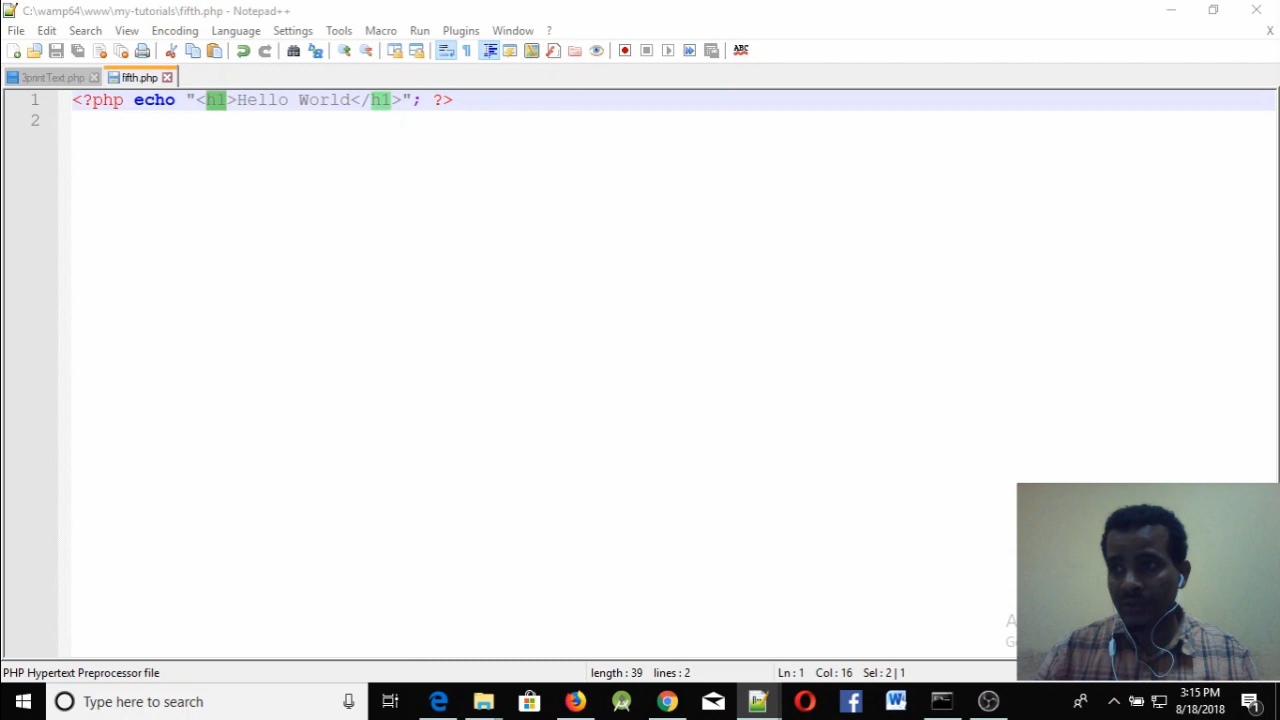 C:\wamp64\www\my-tutorials\fifth.php - Notepad++
File Edit Search View Encoding Language Settings Tools Macro Run Plugins Window ? X
3printText.php fifth.php
1 <?php echo "<h1>Hello World</h1>"; ?>
2
PHP Hypertext Preprocessor file length : 39 lines : 2 Ln : 1 Col : 16 Sel : 2 | 1
Type here to search
3:15 PM
8/18/2018